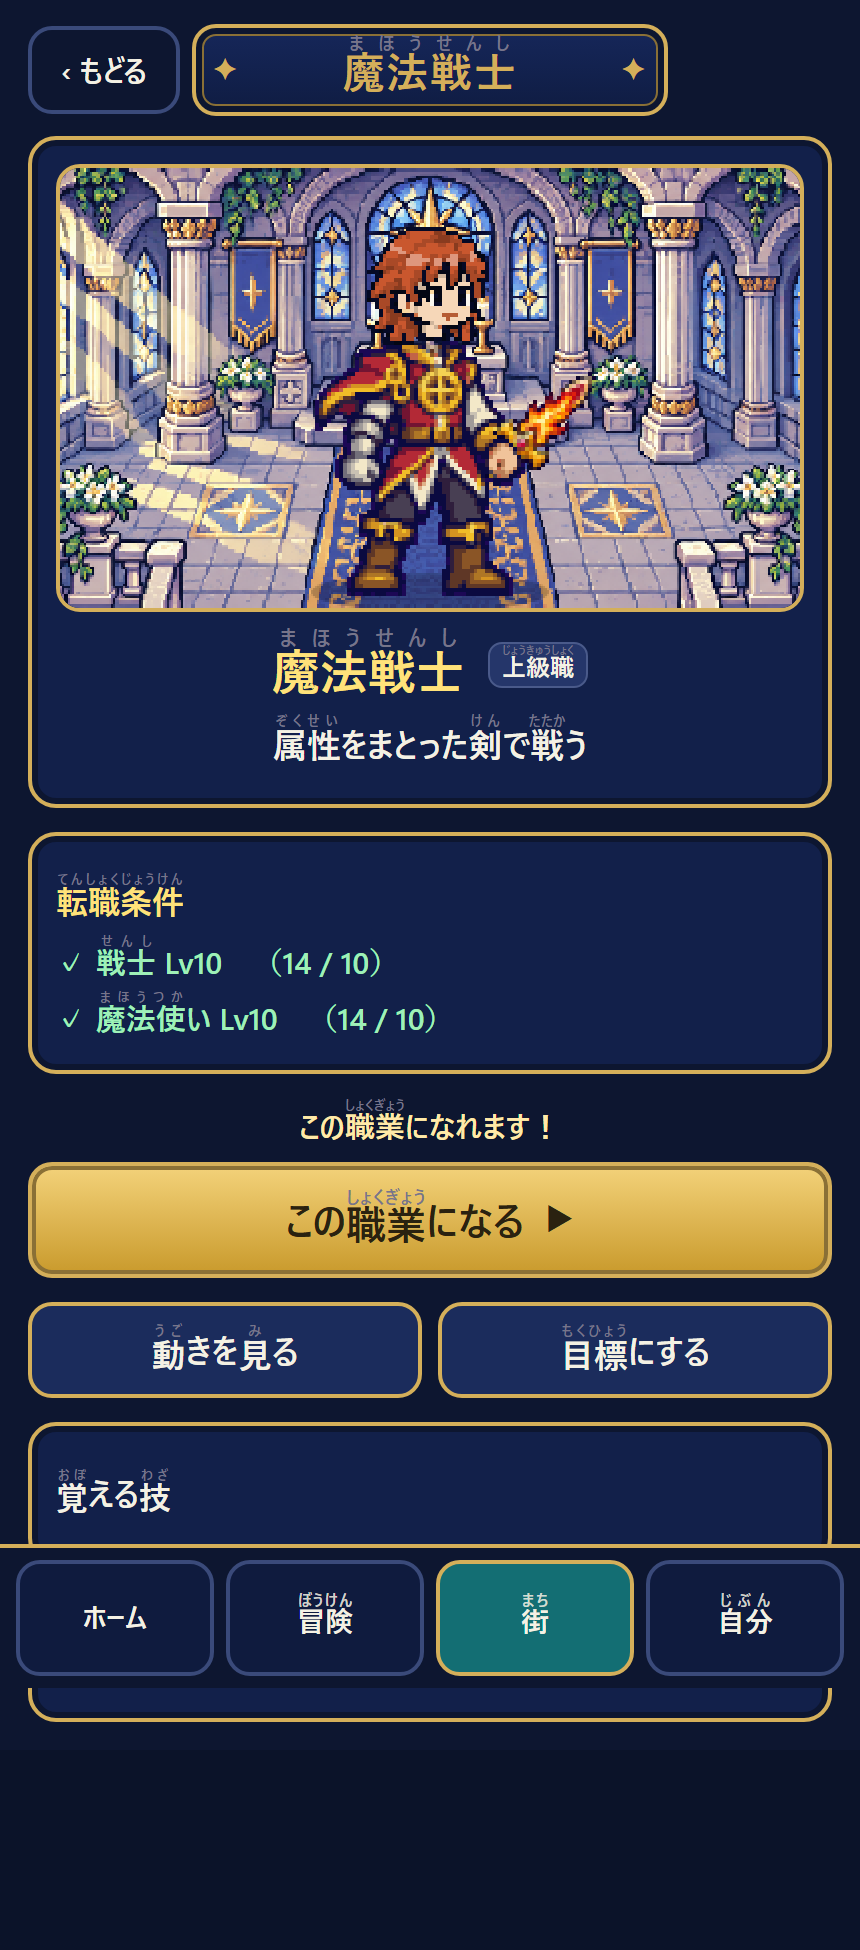 ‹ もどる
まほうせんし
魔法戦士
まほうせんし
魔法戦士
じょうきゅうしょく
上級職
ぞくせい けん たたか
属性をまとった剣で戦う
てんしょくじょうけん
転職条件
せんし
✓ 戦士 Lv10 （14 / 10）
まほうつか
✓ 魔法使い Lv10 （14 / 10）
しょくぎょう
この職業になれます！
しょくぎょう
この職業になる ▶
うご み
動きを見る
もくひょう
目標にする
おぼ わざ
覚える技
ホーム
ぼうけん
冒険
まち
街
じぶん
自分